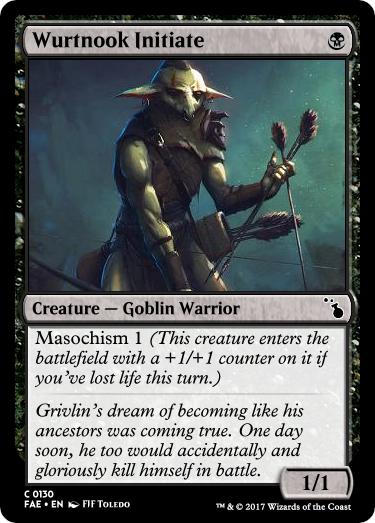 Wurtnook Initiate
Creature — Goblin Warrior
Masochism 1 (This creature enters the
battlefield with a +1/+1 counter on it if
you've lost life this turn.)
Grivlin's dream of becoming like his
ancestors was coming true. One day
soon, he too would accidentally and
gloriously kill himself in battle.
1/1
C 0130
FAE • EN FIF TOLEDO
™ & © 2017 Wizards of the Coast